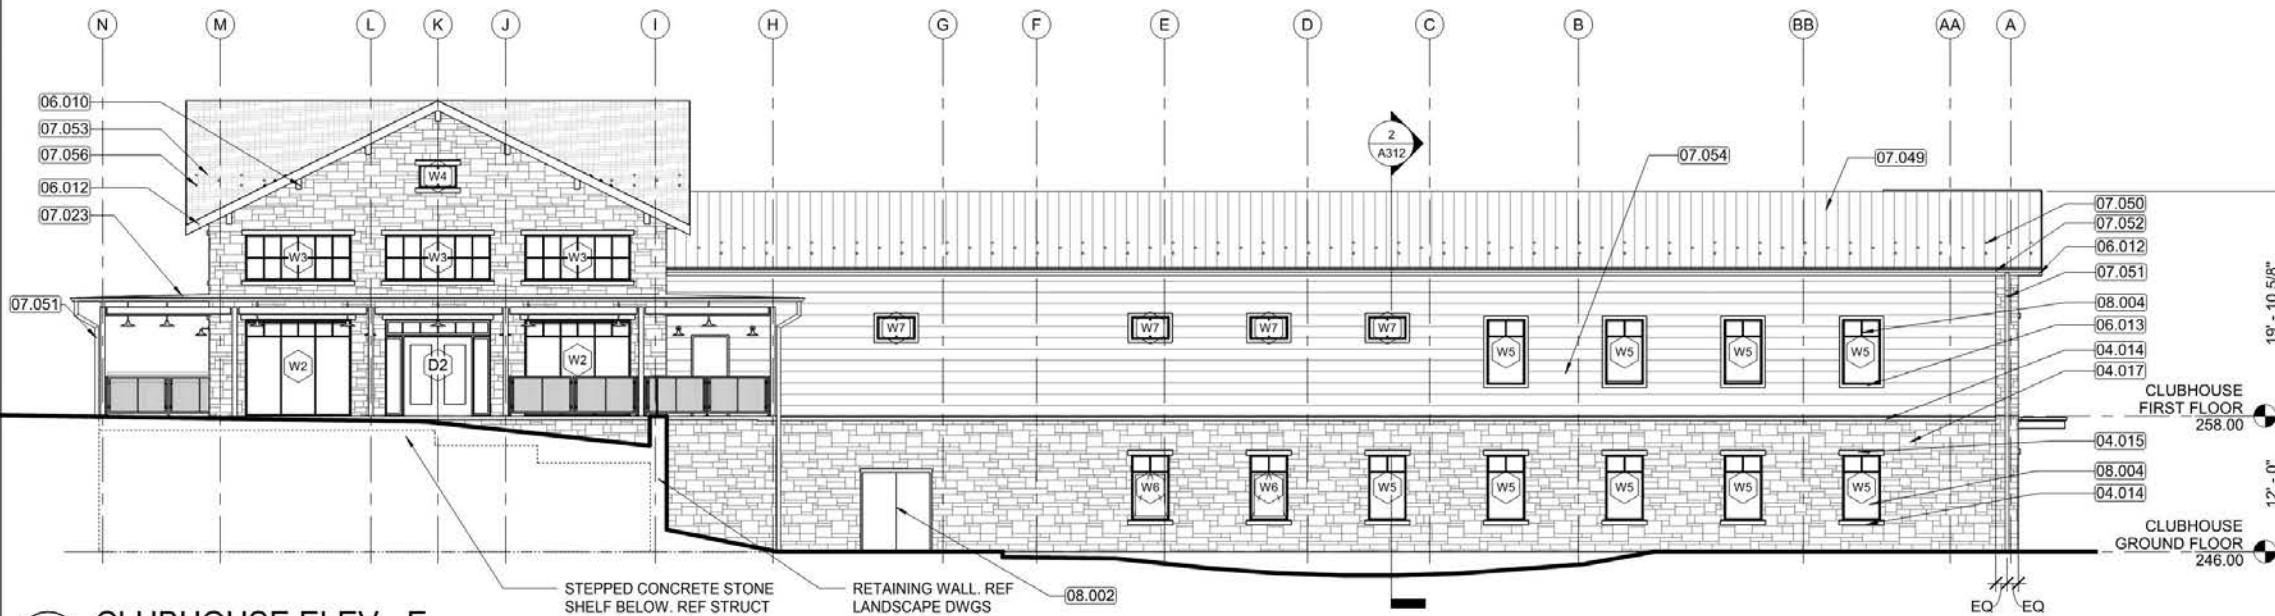 N M L K J I H G F E D C B BB AA A
06.010
07.053
07.056
06.012
07.023
07.051
W4
W3 W3 W3
W2 D2 W2
2
A312
07.054
07.049
W7 W7 W7 W7
W5 W5 W5 W5
W6 W6 W5 W5 W5 W5 W5
07.050
07.052
06.012
07.051
08.004
06.013
04.014
04.017
19' - 10 5/8"
CLUBHOUSE
FIRST FLOOR
258.00
04.015
08.004
04.014
12' - 0"
CLUBHOUSE
GROUND FLOOR
246.00
STEPPED CONCRETE STONE
SHELF BELOW. REF STRUCT
RETAINING WALL. REF
LANDSCAPE DWGS
08.002
EQ EQ